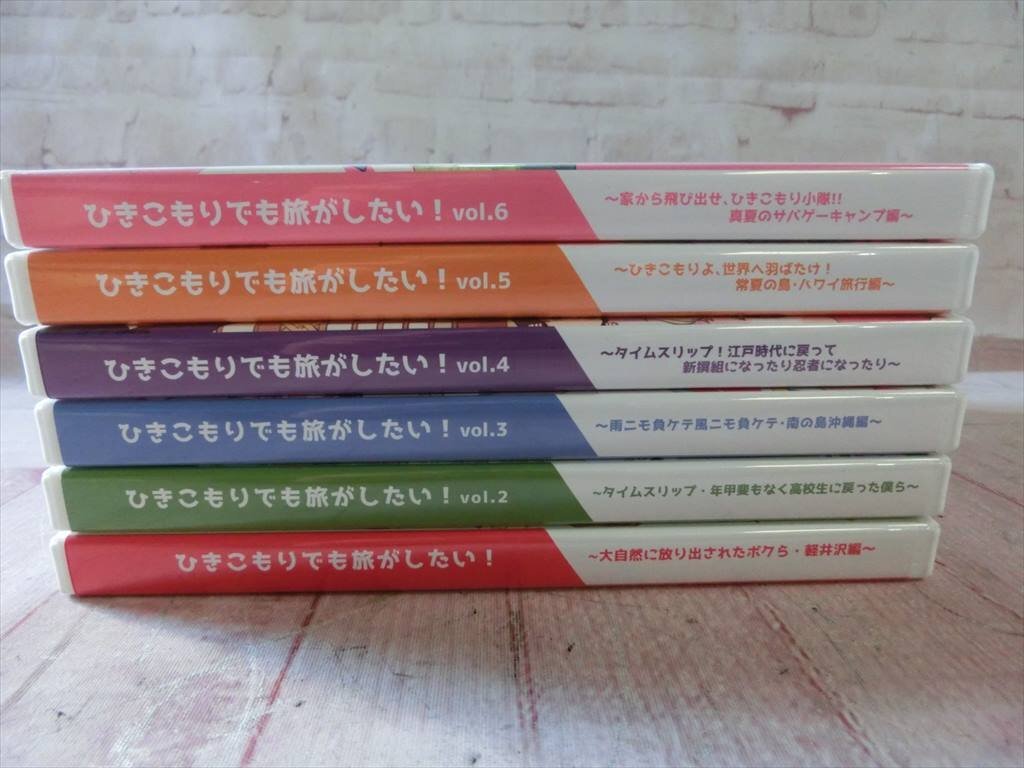 ひきこもりでも旅がしたい！vol.6
～家から飛び出せ、ひきこもり小隊!!
真夏のサバゲーキャンプ編～
ひきこもりでも旅がしたい！vol.5
～ひきこもりよ、世界へ羽ばたけ！
常夏の島・ハワイ旅行編～
ひきこもりでも旅がしたい！vol.4
～タイムスリップ！江戸時代に戻って
新撰組になったり忍者になったり～
ひきこもりでも旅がしたい！vol.3
～雨ニモ負ケテ風ニモ負ケテ・南の島沖縄編～
ひきこもりでも旅がしたい！vol.2
～タイムスリップ・年甲斐もなく高校生に戻った僕ら～
ひきこもりでも旅がしたい！
～大自然に放り出されたボクら・軽井沢編～